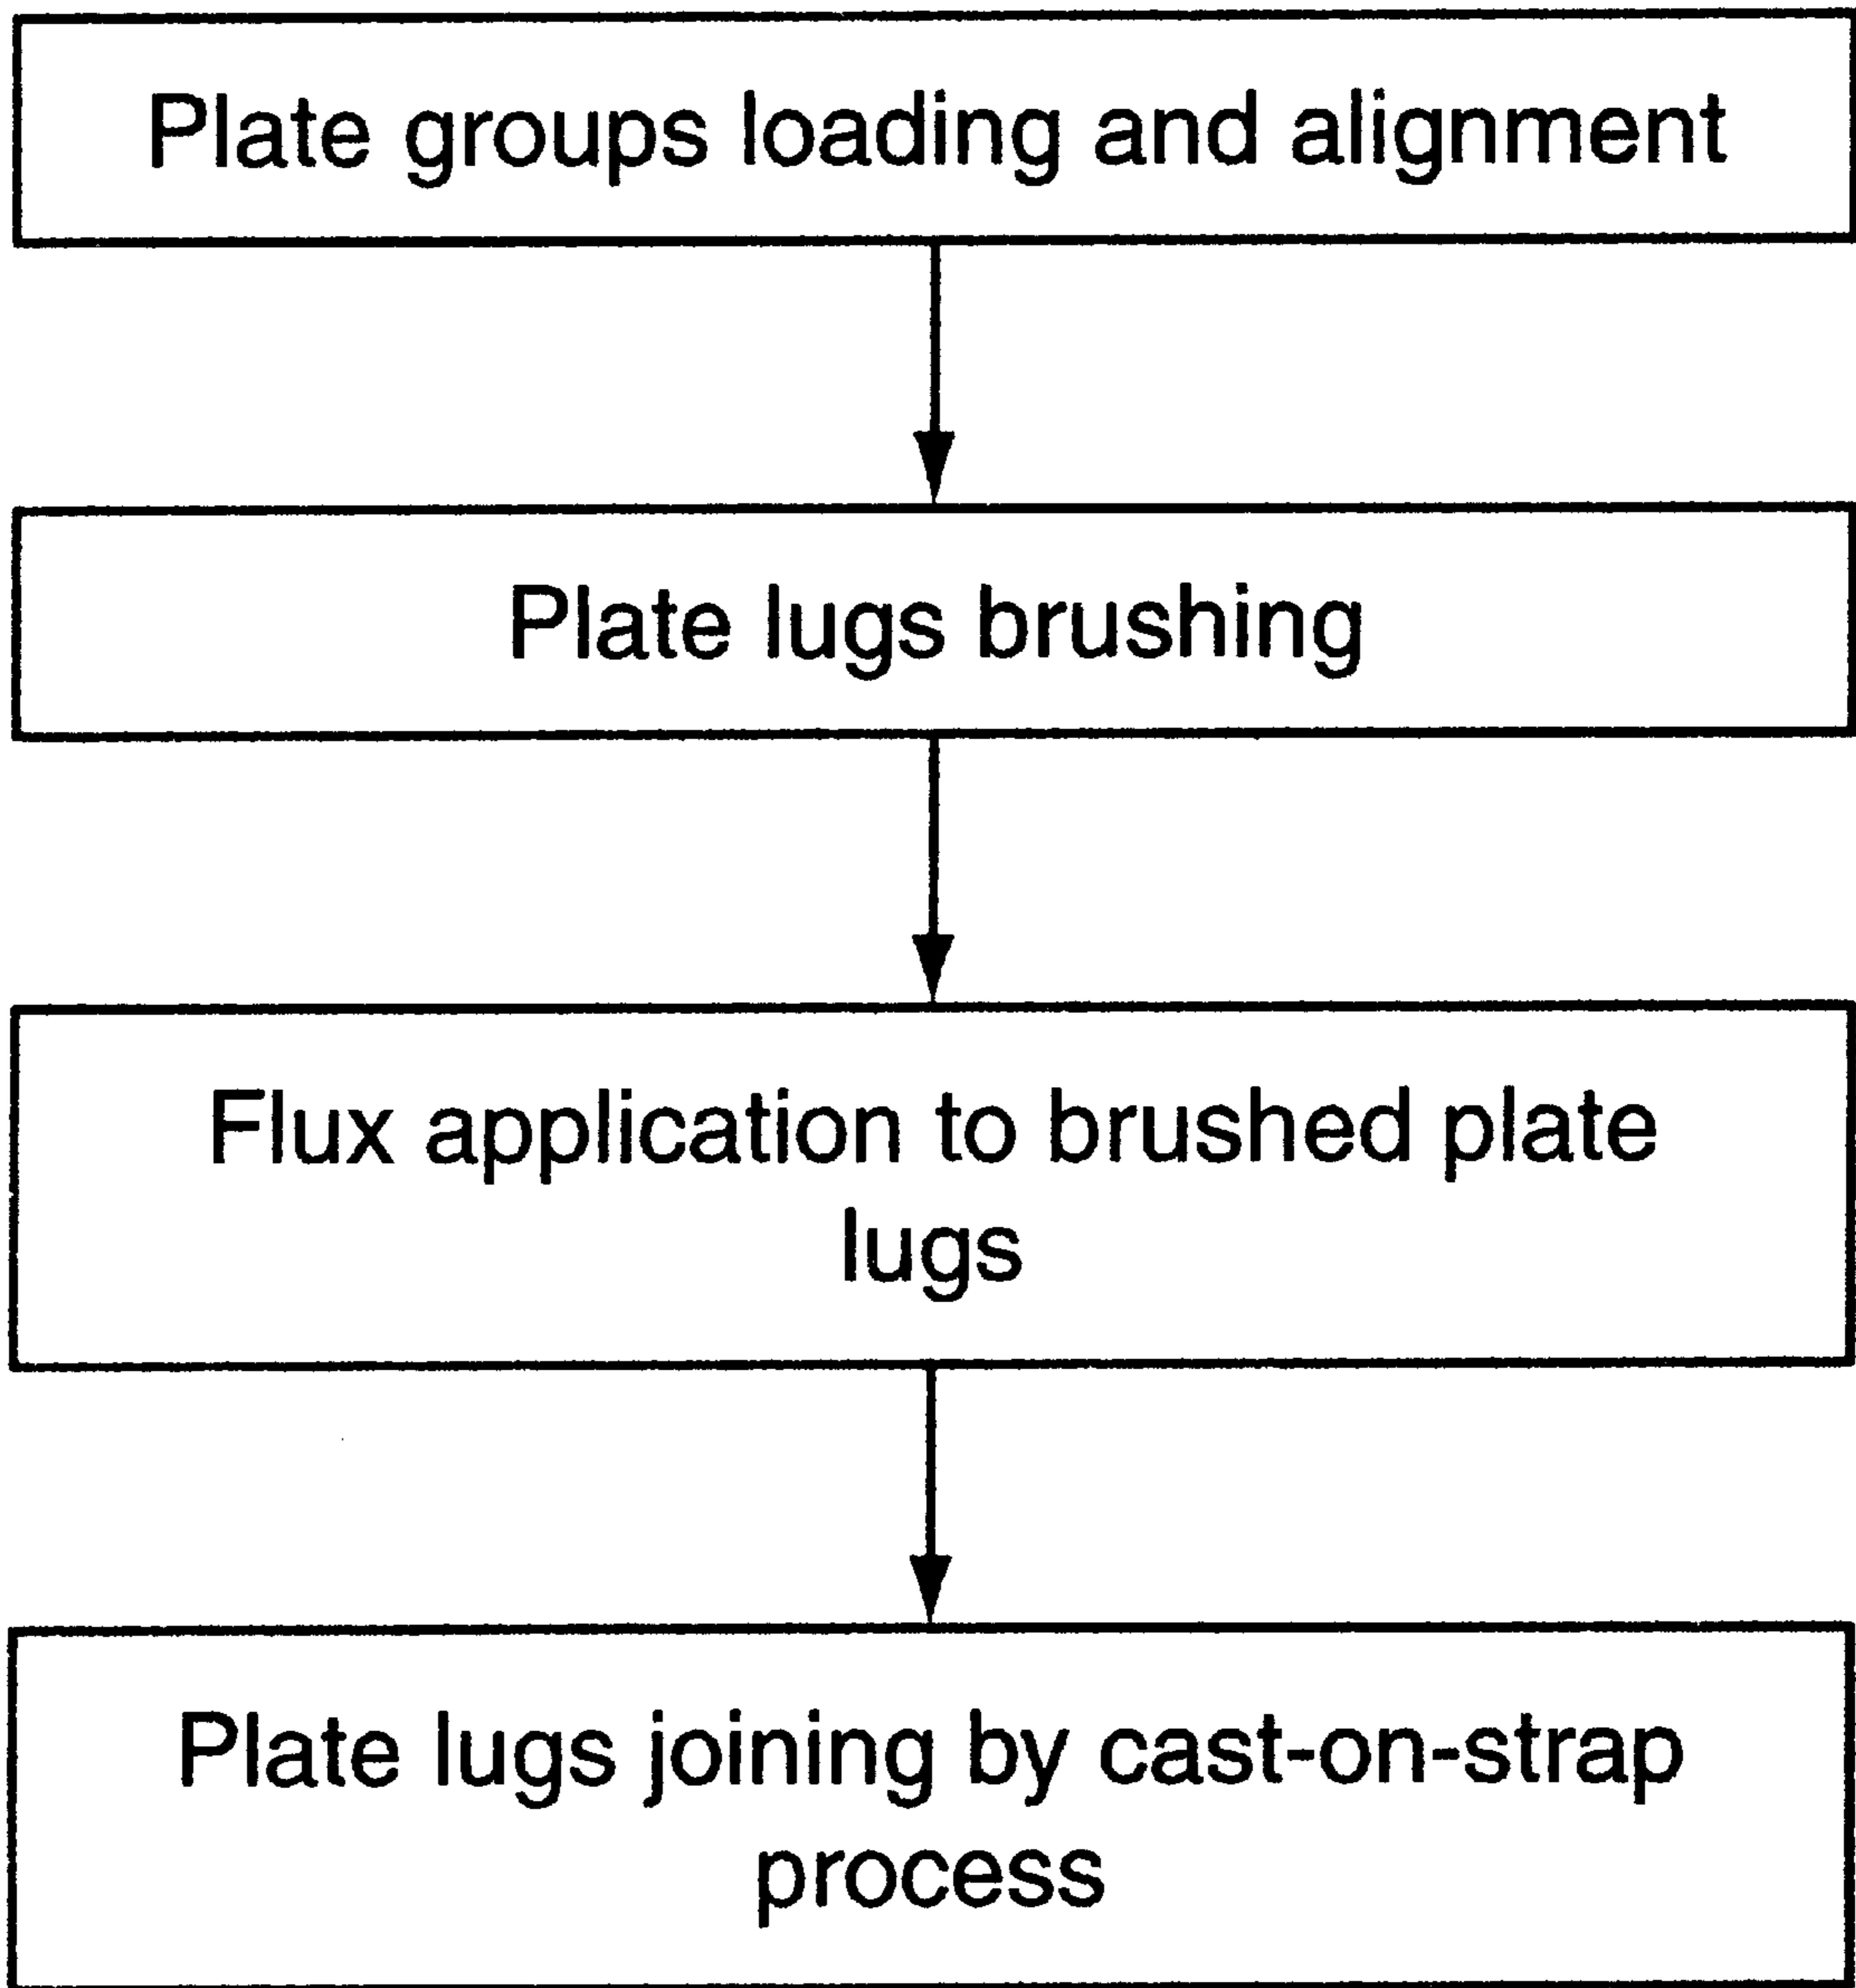 Plate groups loading and alignment
Plate lugs brushing
Flux application to brushed plate
lugs
Plate lugs joining by cast-on-strap
process